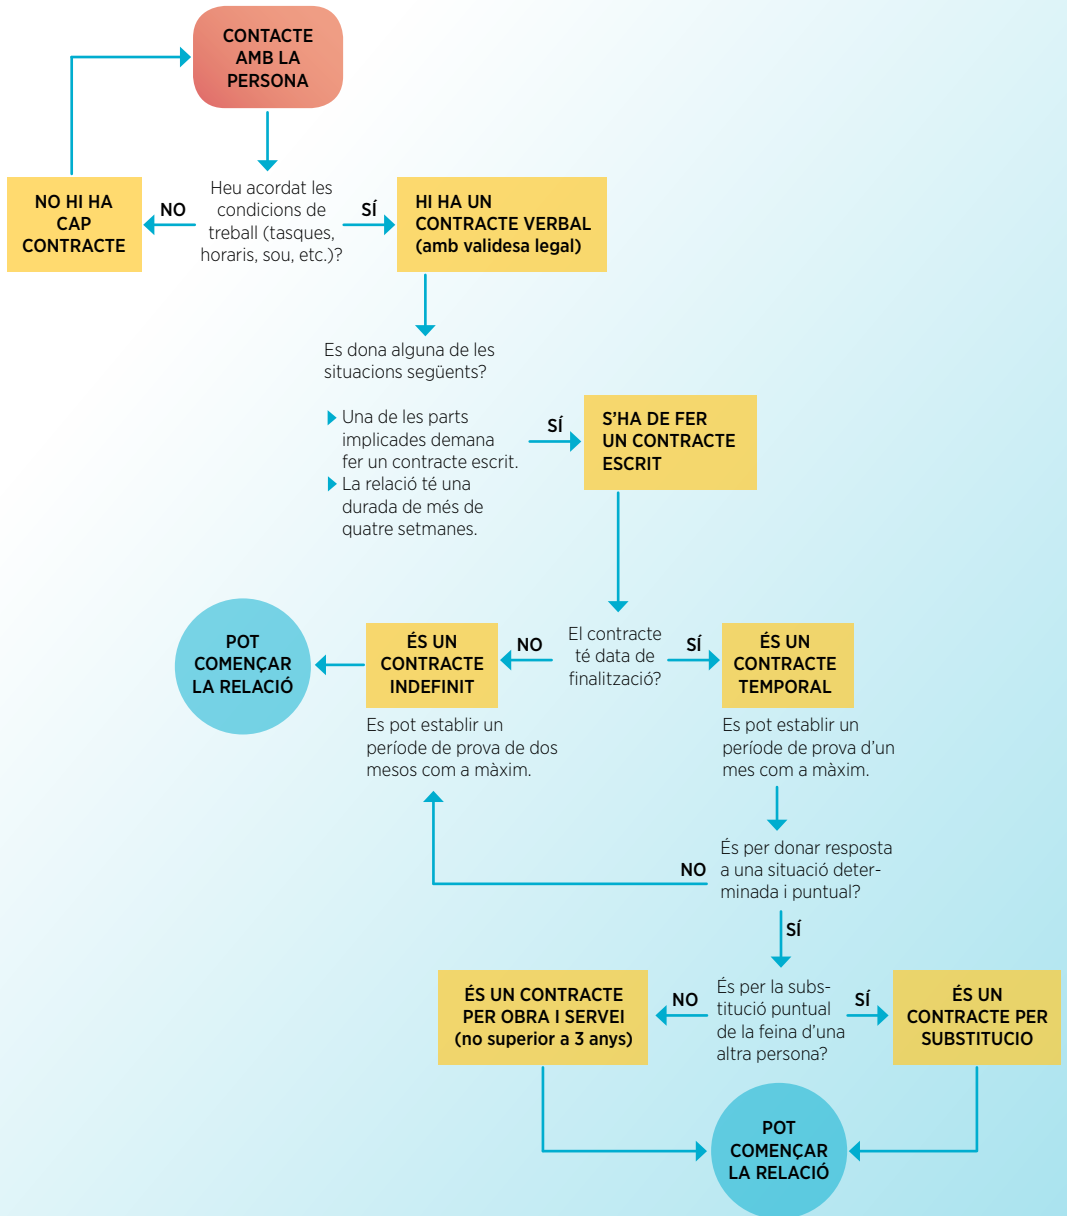 CONTACTE
AMB LA
PERSONA
NO HI HA
CAP
CONTRACTE
NO
Heu acordat les
condicions de
treball (tasques,
horaris, sou, etc.)?
SÍ
HI HA UN
CONTRACTE VERBAL
(amb validesa legal)
Es dona alguna de les
situacions següents?
Una de les parts
implicades demana
fer un contracte escrit.
La relació té una
durada de més de
quatre setmanes.
SÍ
S’HA DE FER
UN CONTRACTE
ESCRIT
POT
COMENÇAR
LA RELACIÓ
ÉS UN
CONTRACTE
INDEFINIT
NO
El contracte
té data de
finalització?
SÍ
ÉS UN
CONTRACTE
TEMPORAL
Es pot establir un
període de prova de dos
mesos com a màxim.
Es pot establir un
període de prova d’un
mes com a màxim.
NO
És per donar resposta
a una situació deter-
minada i puntual?
SÍ
ÉS UN CONTRACTE
PER OBRA I SERVEI
(no superior a 3 anys)
NO
És per la subs-
titució puntual
de la feina d’una
altra persona?
SÍ
ÉS UN
CONTRACTE PER
SUBSTITUCIO
POT
COMENÇAR
LA RELACIÓ